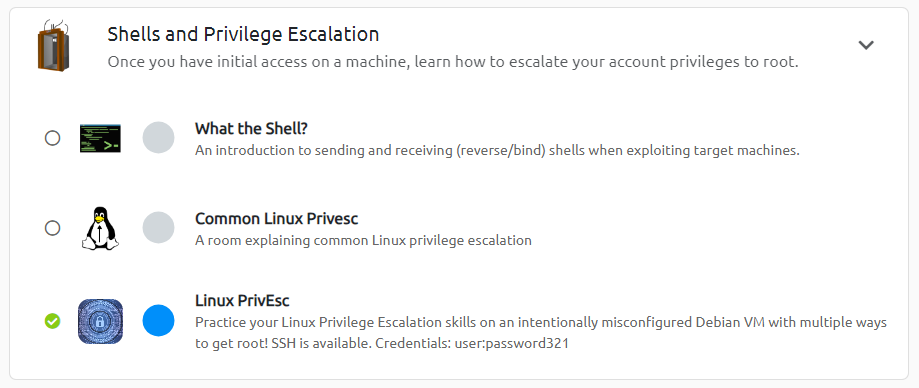 Shells and Privilege Escalation
Once you have initial access on a machine, learn how to escalate your account privileges to root.
What the Shell?
An introduction to sending and receiving (reverse/bind) shells when exploiting target machines.
Common Linux Privesc
A room explaining common Linux privilege escalation
Linux PrivEsc
Practice your Linux Privilege Escalation skills on an intentionally misconfigured Debian VM with multiple ways
to get root! SSH is available. Credentials: user:password321